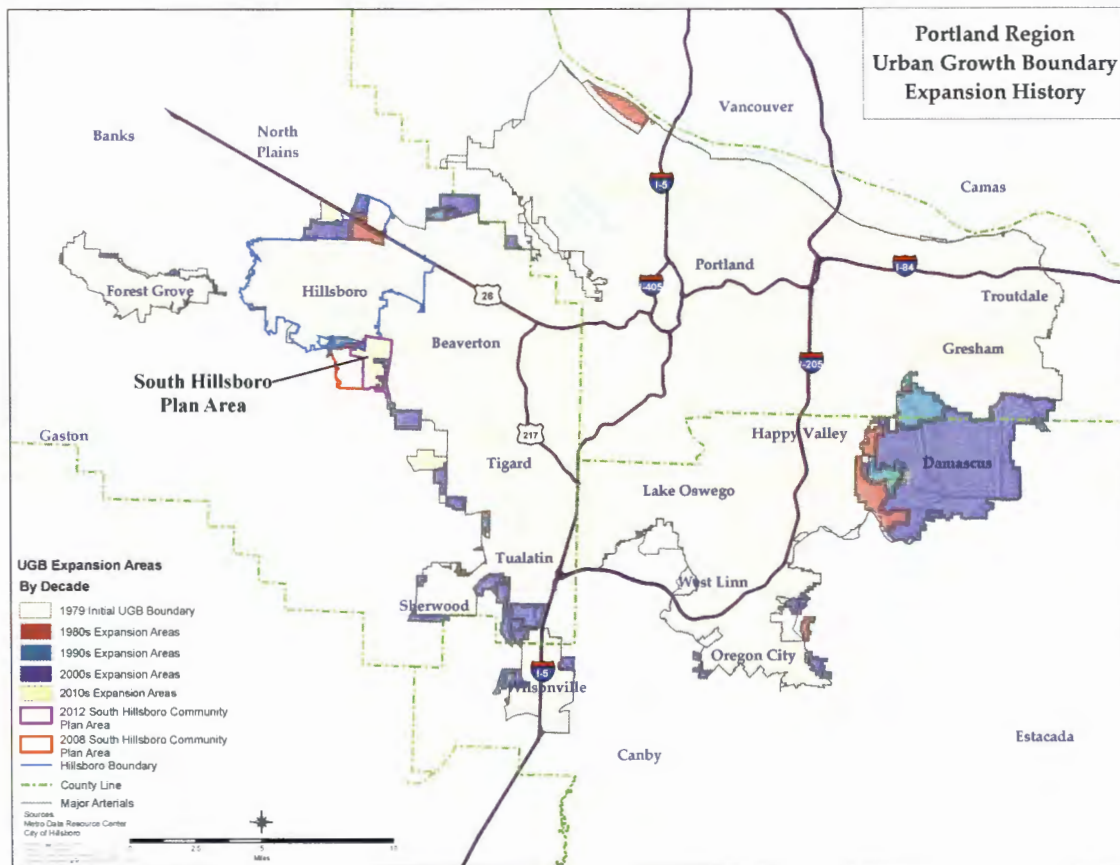 Portland Region
Urban Growth Boundary
Expansion History
Vancouver
Banks
North
Plains
Camas
I-5
Portland
I-84
Forest Grove
Hillsboro
26
I-405
Troutdale
Beaverton
I-205
Gresham
South Hillsboro
Plan Area
Gaston
217
Happy Valley
Tigard
Damascus
Lake Oswego
Tualatin
West Linn
Sherwood
Oregon City
I-5
Wilsonville
Canby
Estacada
UGB Expansion Areas
By Decade
1979 Initial UGB Boundary
1980s Expansion Areas
1990s Expansion Areas
2000s Expansion Areas
2010s Expansion Areas
2012 South Hillsboro Community
Plan Area
2008 South Hillsboro Community
Plan Area
Hillsboro Boundary
County Line
Major Arterials
Sources
Metro Data Resource Center
City of Hillsboro
0
5
10
Miles